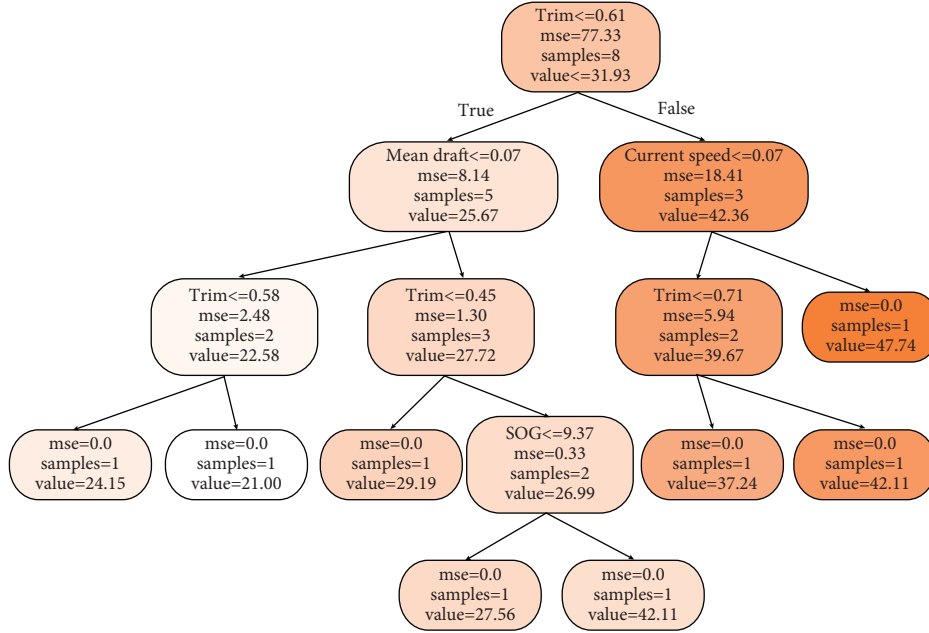 Trim<=0.61
mse=77.33
samples=8
value<=31.93
True
False
Mean draft<=0.07
mse=8.14
samples=5
value=25.67
Current speed<=0.07
mse=18.41
samples=3
value=42.36
Trim<=0.58
mse=2.48
samples=2
value=22.58
Trim<=0.45
mse=1.30
samples=3
value=27.72
Trim<=0.71
mse=5.94
samples=2
value=39.67
mse=0.0
samples=1
value=47.74
mse=0.0
samples=1
value=24.15
mse=0.0
samples=1
value=21.00
mse=0.0
samples=1
value=29.19
SOG<=9.37
mse=0.33
samples=2
value=26.99
mse=0.0
samples=1
value=37.24
mse=0.0
samples=1
value=42.11
mse=0.0
samples=1
value=27.56
mse=0.0
samples=1
value=42.11